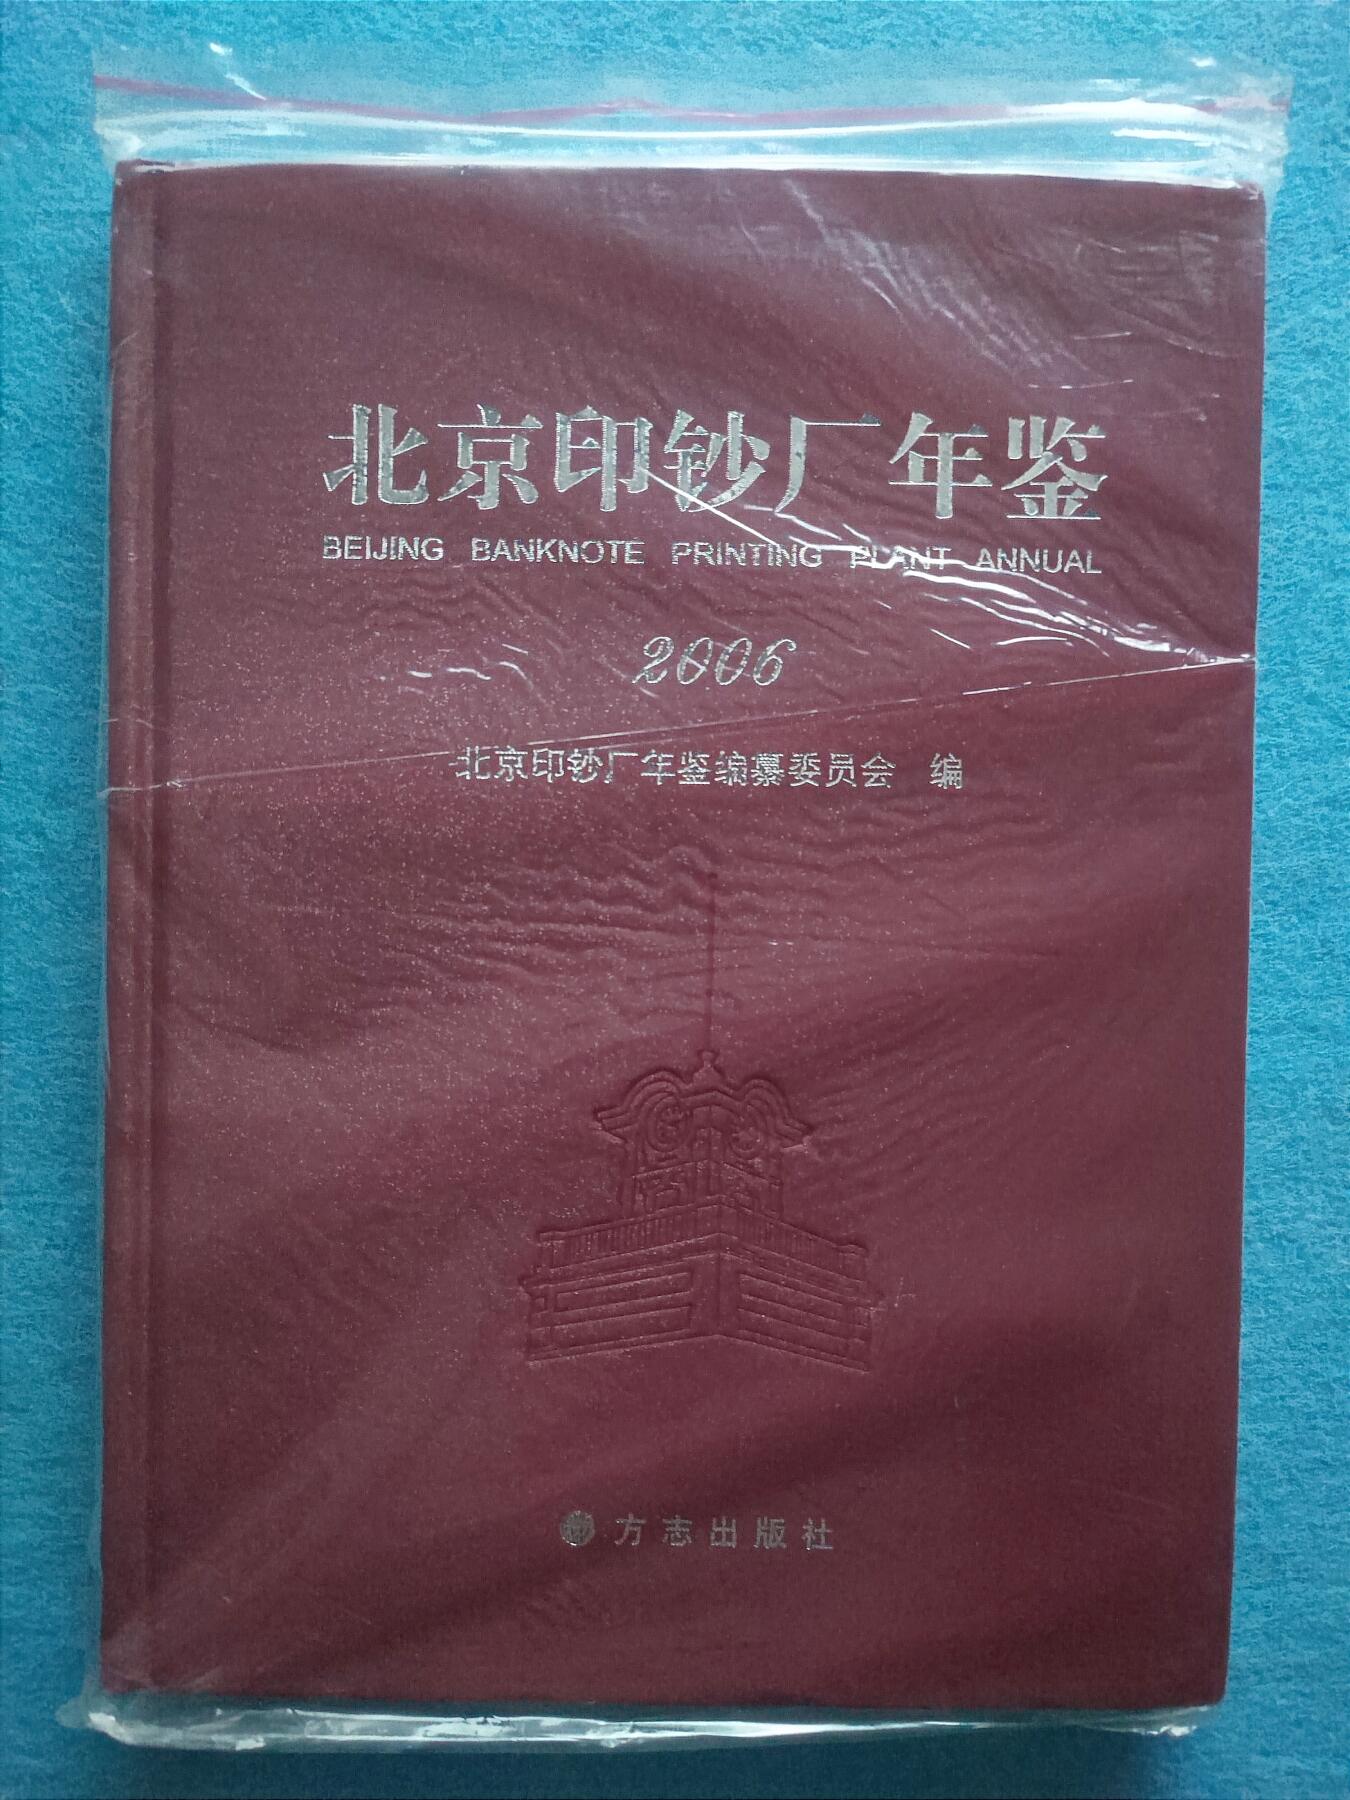 北京印钞厂年鉴
BEIJING BANKNOTE PRINTING PLANT ANNUAL
2006
北京印钞厂年鉴编纂委员会 编
方志出版社